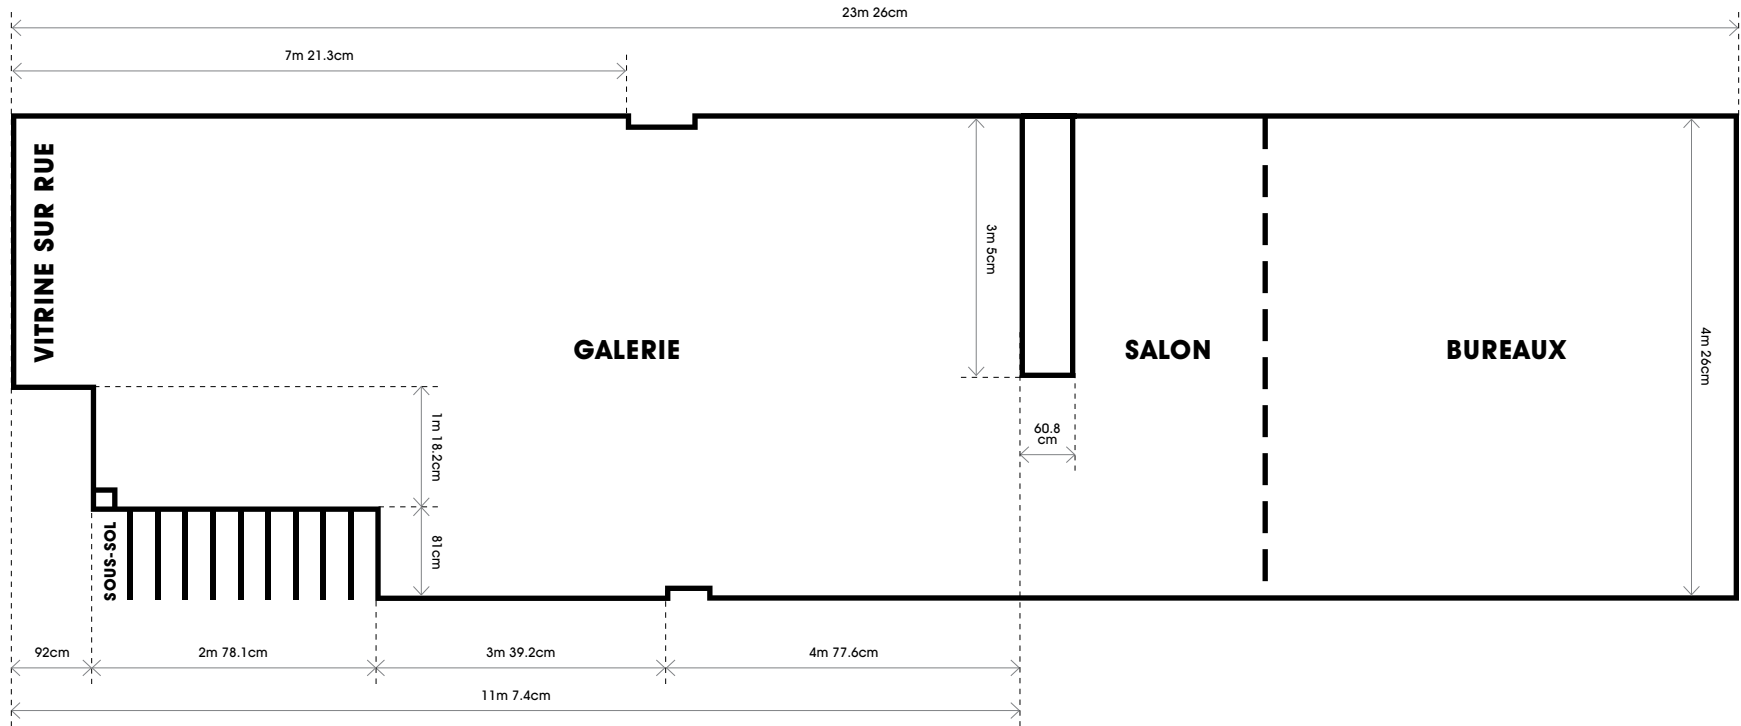 23m 26cm
7m 21.3cm
VITRINE SUR RUE
3m 5cm
GALERIE
SALON
BUREAUX
4m 26cm
1m 18.2cm
60.8
cm
SOUS-SOL
81cm
92cm
2m 78.1cm
3m 39.2cm
4m 77.6cm
11m 7.4cm